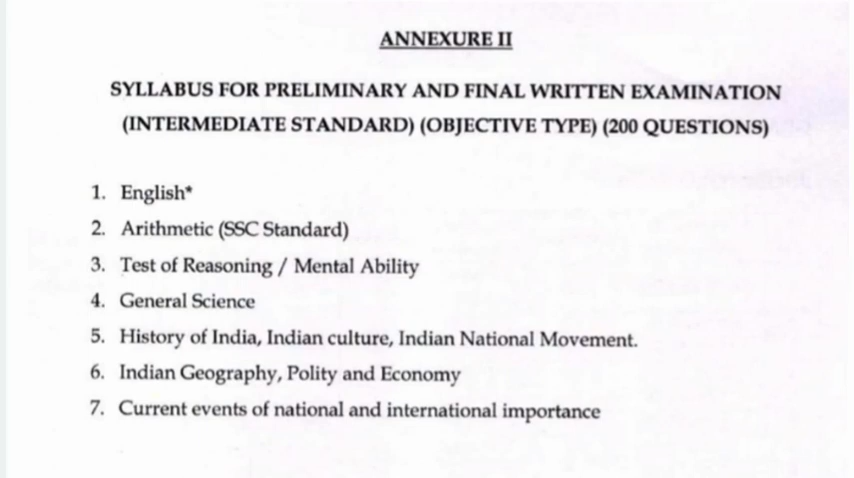 ANNEXURE II
SYLLABUS FOR PRELIMINARY AND FINAL WRITTEN EXAMINATION
(INTERMEDIATE STANDARD) (OBJECTIVE TYPE) (200 QUESTIONS)
1. English*
2. Arithmetic (SSC Standard)
3. Test of Reasoning / Mental Ability
4. General Science
5. History of India, Indian culture, Indian National Movement.
6. Indian Geography, Polity and Economy
7. Current events of national and international importance